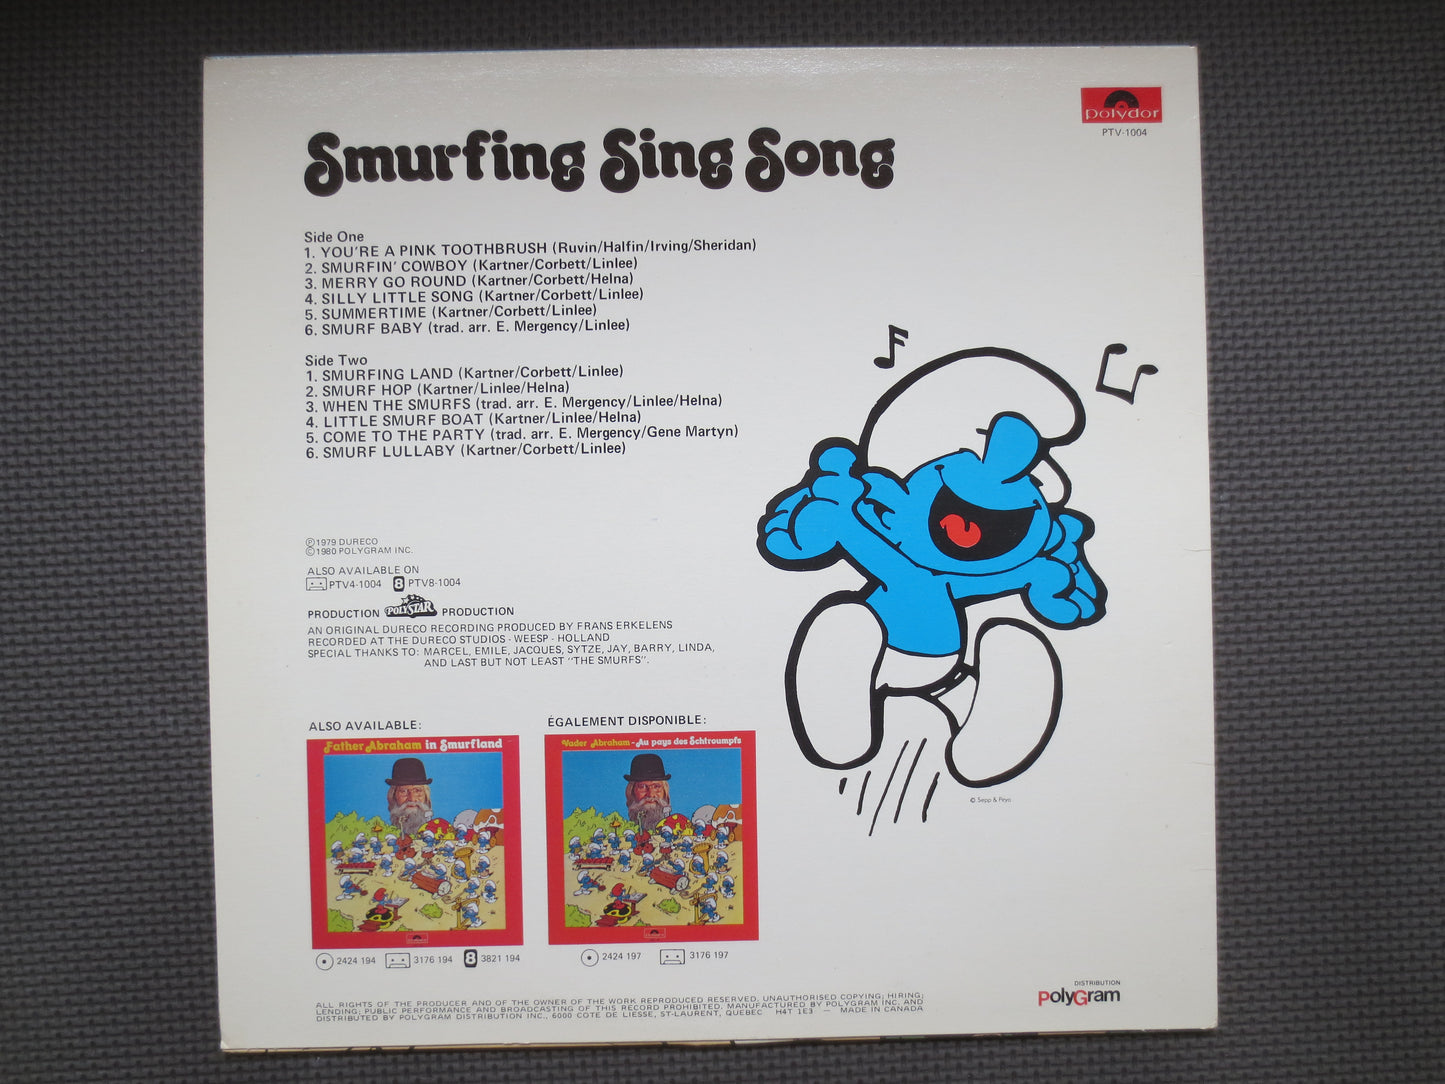 polydor
PTV-1004
Smurfing Sing Song
Side One
1. YOU'RE A PINK TOOTHBRUSH (Ruvin/Halfin/Irving/Sheridan)
2. SMURFIN' COWBOY (Kartner/Corbett/Linlee)
3. MERRY GO ROUND (Kartner/Corbett/Helna)
4. SILLY LITTLE SONG (Kartner/Corbett/Linlee)
5. SUMMERTIME (Kartner/Corbett/Linlee)
6. SMURF BABY (trad. arr. E. Mergency/Linlee)
Side Two
1. SMURFING LAND (Kartner/Corbett/Linlee)
2. SMURF HOP (Kartner/Linlee/Helna)
3. WHEN THE SMURFS (trad. arr. E. Mergency/Linlee/Helna)
4. LITTLE SMURF BOAT (Kartner/Linlee/Helna)
5. COME TO THE PARTY (trad. arr. E. Mergency/Gene Martyn)
6. SMURF LULLABY (Kartner/Corbett/Linlee)
Ⓟ1979 DURECO
©1980 POLYGRAM INC.
ALSO AVAILABLE ON
PTV4-1004 8 PTV8-1004
PRODUCTION POLYSTAR PRODUCTION
AN ORIGINAL DURECO RECORDING PRODUCED BY FRANS ERKELENS
RECORDED AT THE DURECO STUDIOS - WEESP - HOLLAND
SPECIAL THANKS TO: MARCEL, EMILE, JACQUES, SYTZE, JAY, BARRY, LINDA,
AND LAST BUT NOT LEAST "THE SMURFS".
© Sepp & Peyo
ALSO AVAILABLE:
Father Abraham in Smurfland
2424 194 3176 194 8 3821 194
ÉGALEMENT DISPONIBLE:
Vader Abraham - Au pays des Schtroumpfs
2424 197 3176 197
DISTRIBUTION
PolyGram
ALL RIGHTS OF THE PRODUCER AND OF THE OWNER OF THE WORK REPRODUCED RESERVED. UNAUTHORISED COPYING; HIRING;
LENDING; PUBLIC PERFORMANCE AND BROADCASTING OF THIS RECORD PROHIBITED. MANUFACTURED BY POLYGRAM INC. AND
DISTRIBUTED BY POLYGRAM DISTRIBUTION INC., 6000 COTE DE LIESSE, ST-LAURENT, QUEBEC H4T 1E3 — MADE IN CANADA